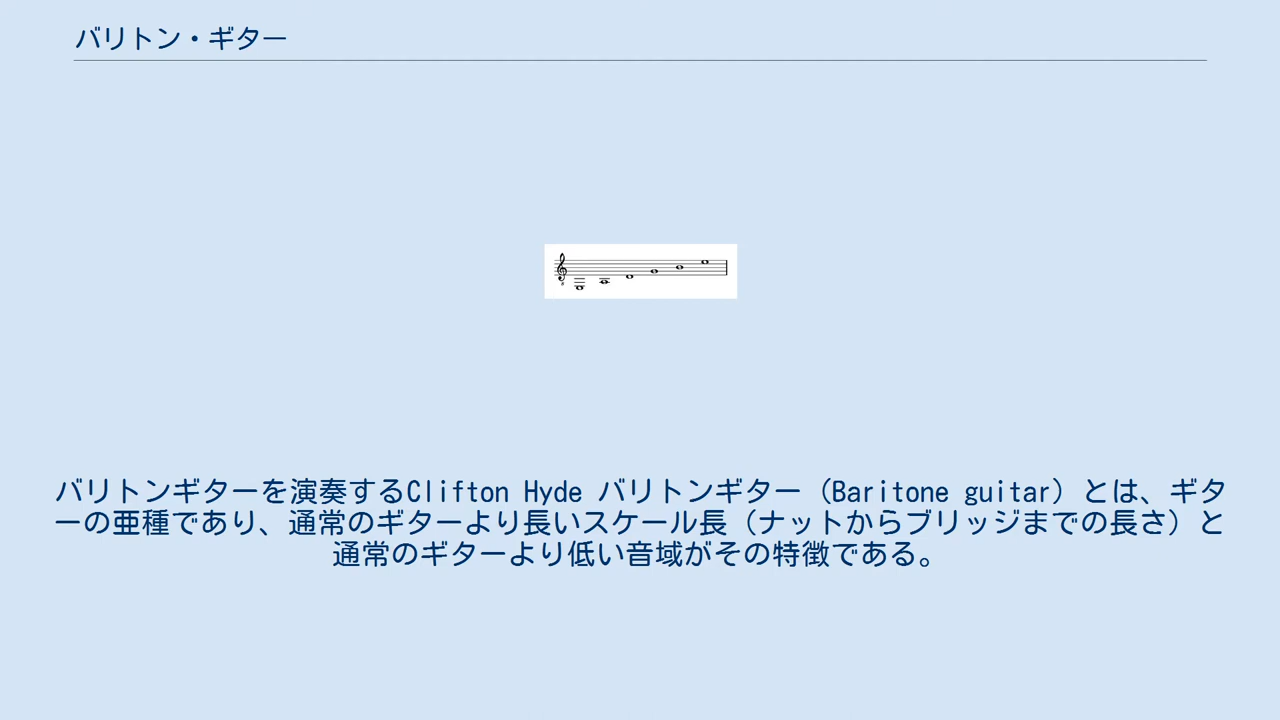 バリトン・ギター
バリトンギターを演奏するClifton Hyde バリトンギター（Baritone guitar）とは、ギタ
ーの亜種であり、通常のギターより長いスケール長（ナットからブリッジまでの長さ）と
通常のギターより低い音域がその特徴である。